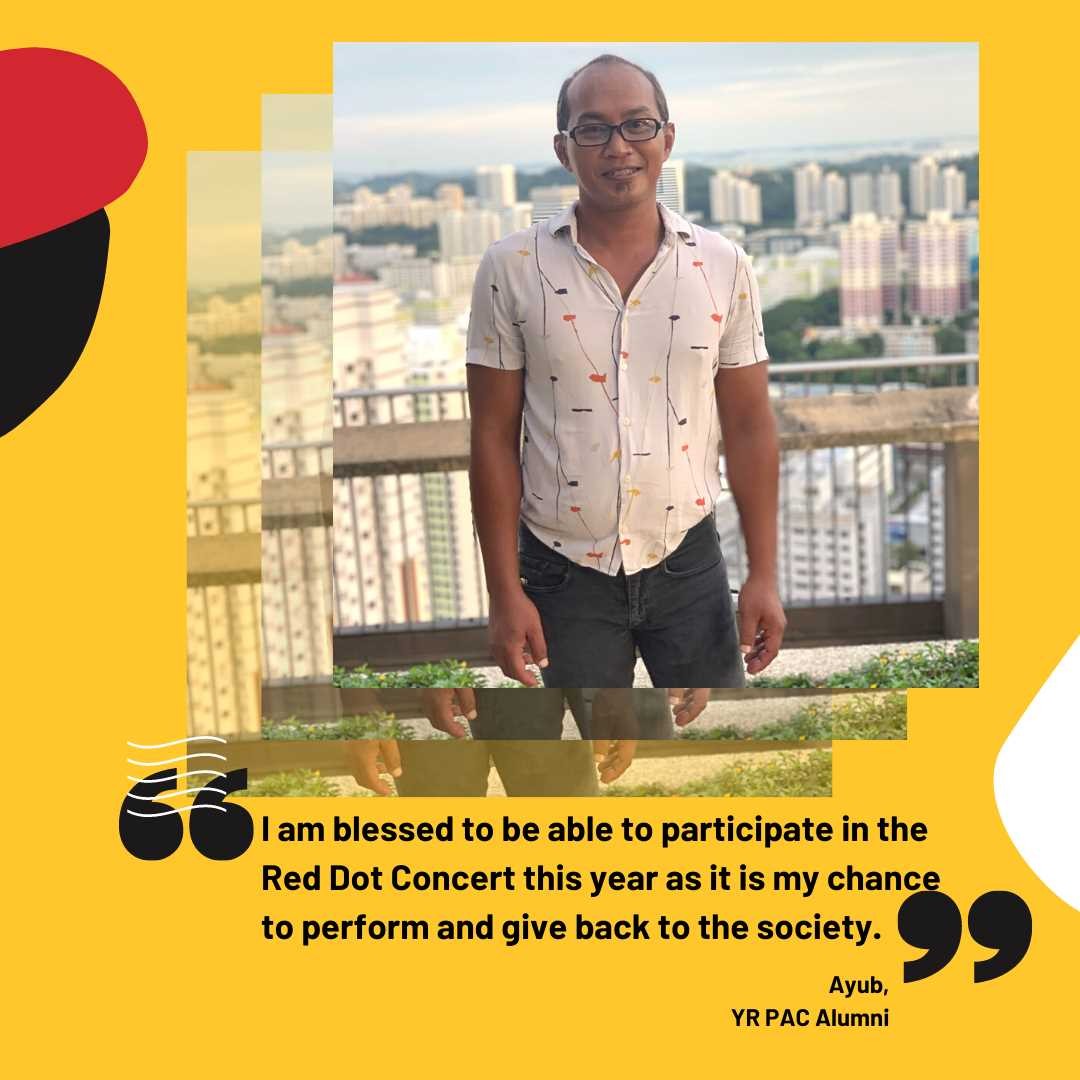 I am blessed to be able to participate in the
Red Dot Concert this year as it is my chance
to perform and give back to the society.
Ayub,
YR PAC Alumni